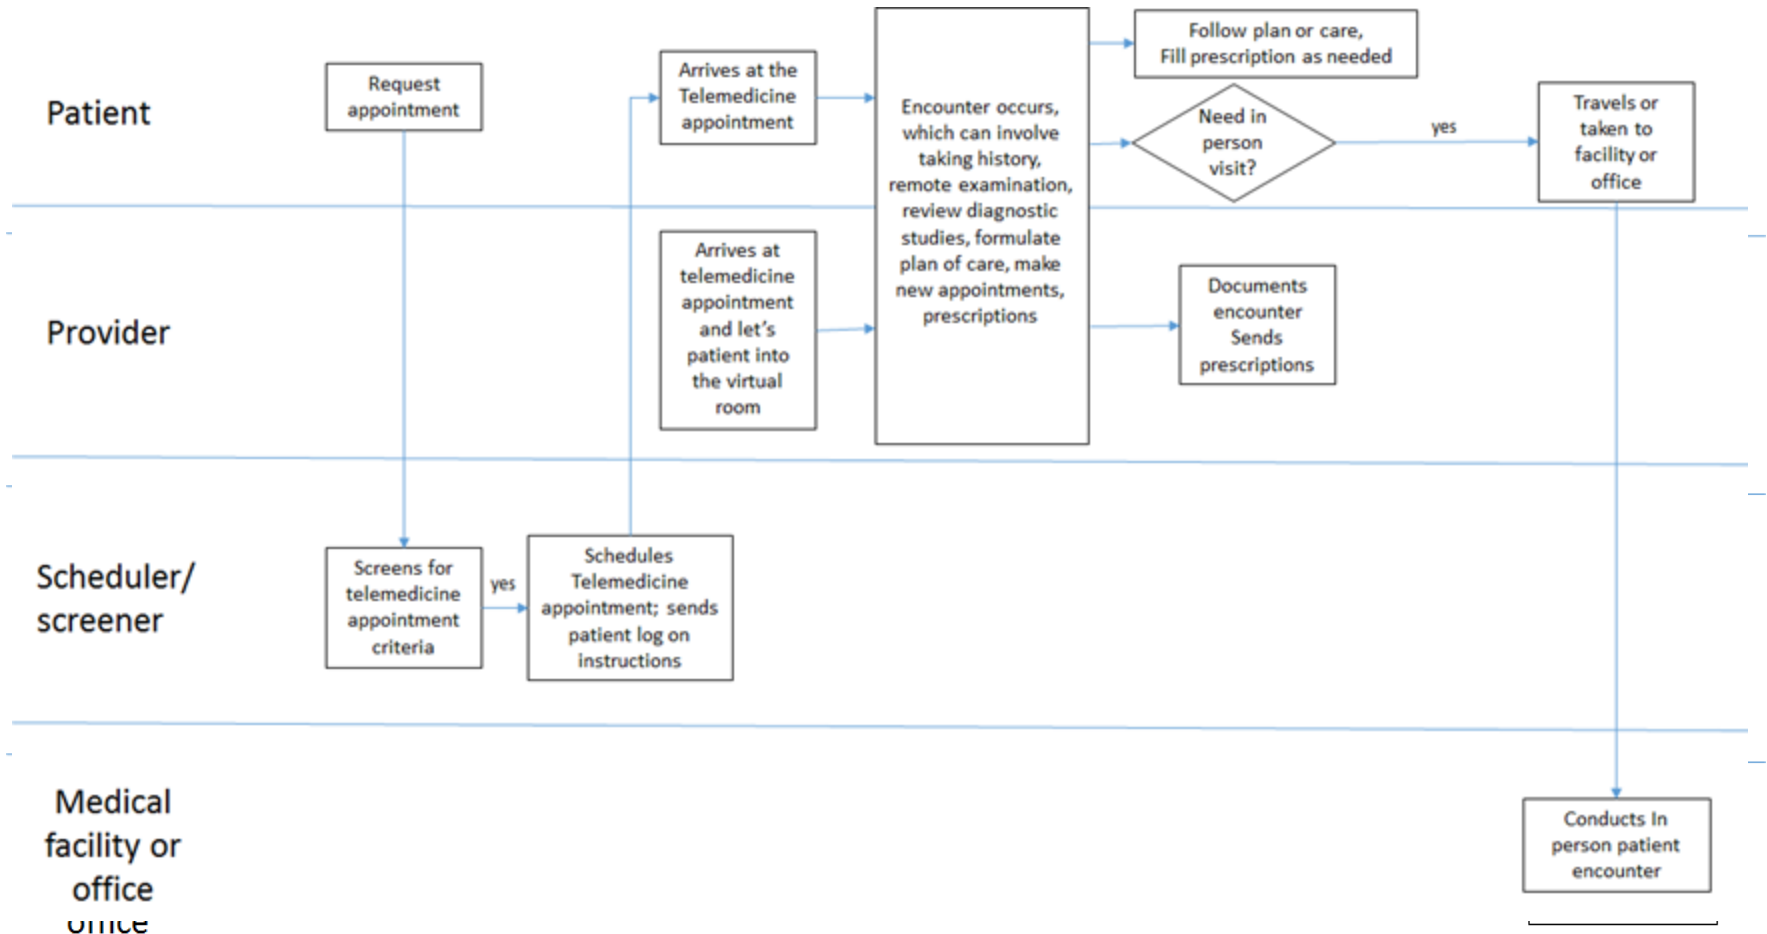 Patient
Request
appointment
Arrives at the
Telemedicine
appointment
Encounter occurs,
which can involve
taking history,
remote examination,
review diagnostic
studies, formulate
plan of care, make
new appointments,
prescriptions
Follow plan or care,
Fill prescription as needed
Need in
person
visit?
yes
Travels or
taken to
facility or
office
Provider
Arrives at
telemedicine
appointment
and let's
patient into
the virtual
room
Documents
encounter
Sends
prescriptions
Scheduler/
screener
Screens for
telemedicine
appointment
criteria
yes
Schedules
Telemedicine
appointment; sends
patient log on
instructions
Medical
facility or
office
office
Conducts In
person patient
encounter